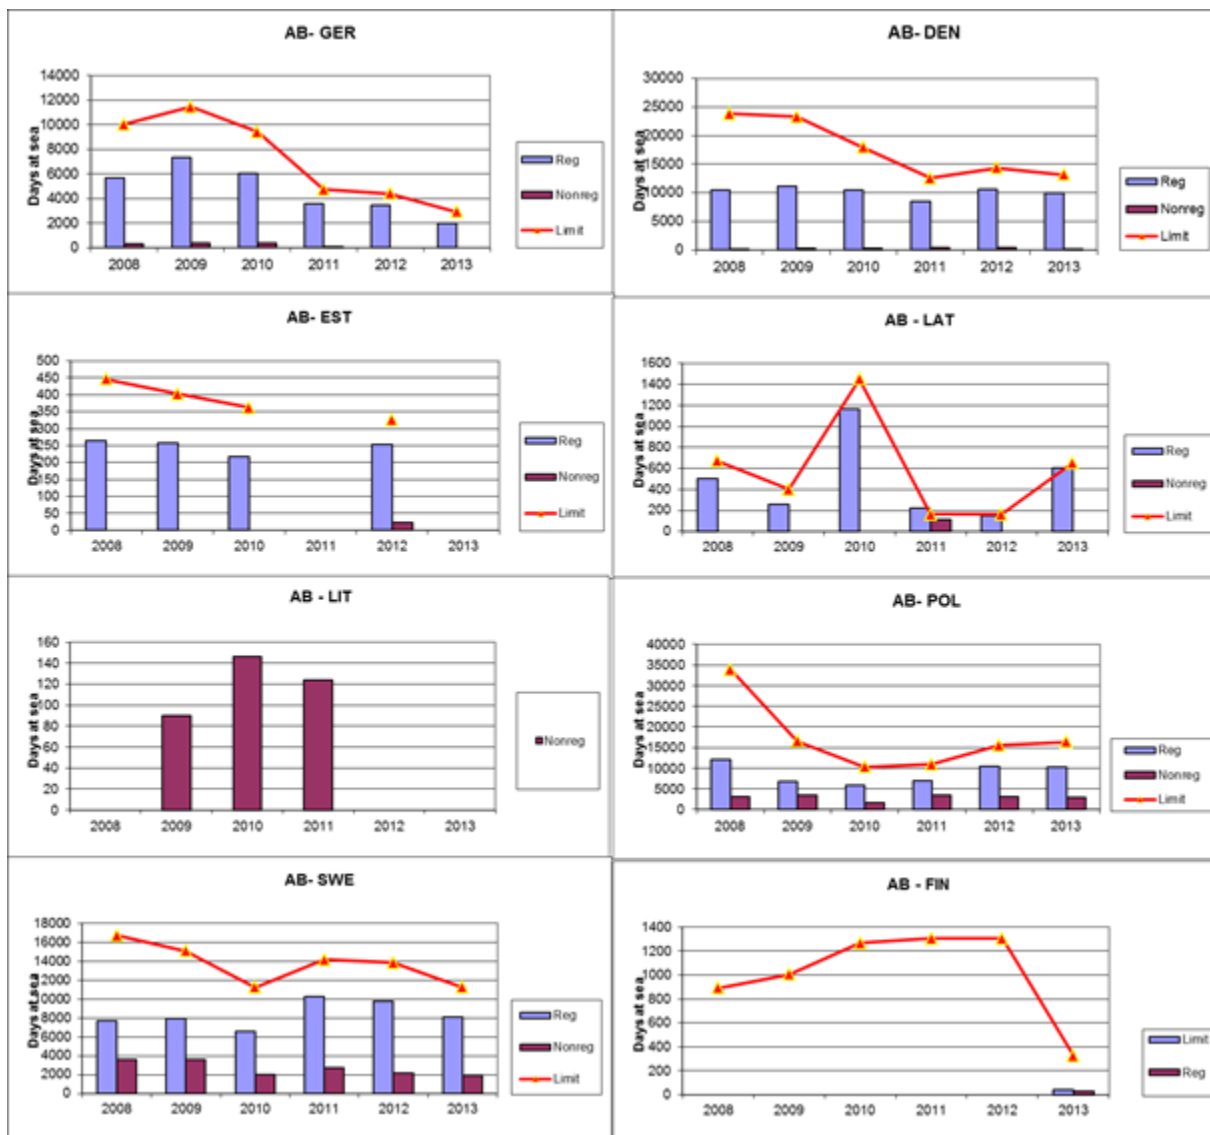 AB- GER
Days at sea
14000
12000
10000
8000
6000
4000
2000
0
2008 2009 2010 2011 2012 2013
Reg
Nonreg
Limit
AB- DEN
Days at sea
30000
25000
20000
15000
10000
5000
0
2008 2009 2010 2011 2012 2013
Reg
Nonreg
Limit
AB- EST
Days at sea
500
450
400
350
300
250
200
150
100
50
0
2008 2009 2010 2011 2012 2013
Reg
Nonreg
Limit
AB - LAT
Days at sea
1600
1400
1200
1000
800
600
400
200
0
2008 2009 2010 2011 2012 2013
Reg
Nonreg
Limit
AB - LIT
Days at sea
160
140
120
100
80
60
40
20
0
2008 2009 2010 2011 2012 2013
Nonreg
AB- POL
Days at sea
40000
35000
30000
25000
20000
15000
10000
5000
0
2008 2009 2010 2011 2012 2013
Reg
Nonreg
Limit
AB- SWE
Days at sea
18000
16000
14000
12000
10000
8000
6000
4000
2000
0
2008 2009 2010 2011 2012 2013
Reg
Nonreg
Limit
AB - FIN
Days at sea
1400
1200
1000
800
600
400
200
0
2008 2009 2010 2011 2012 2013
Limit
Reg